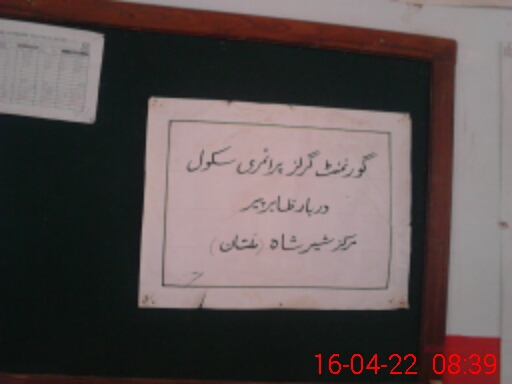 گورنمنٹ گرلز پرائمری سکول
دربار ظاہر پیر
مرکز شیر شاہ (ملتان)
16-04-22 08:39